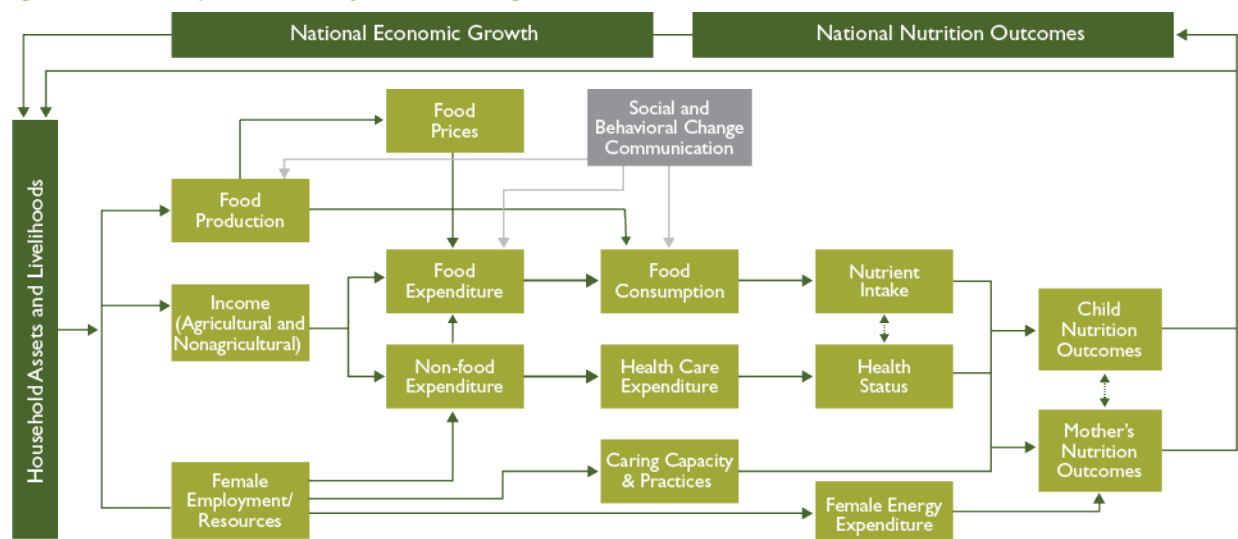 National Economic Growth
National Nutrition Outcomes
Household Assets and Livelihoods
Food
Prices
Social and
Behavioral Change
Communication
Food
Production
Food
Expenditure
Food
Consumption
Nutrient
Intake
Income
(Agricultural and
Nonagricultural)
Child
Nutrition
Outcomes
Non-food
Expenditure
Health Care
Expenditure
Health
Status
Mother's
Nutrition
Outcomes
Female
Employment/
Resources
Caring Capacity
& Practices
Female Energy
Expenditure